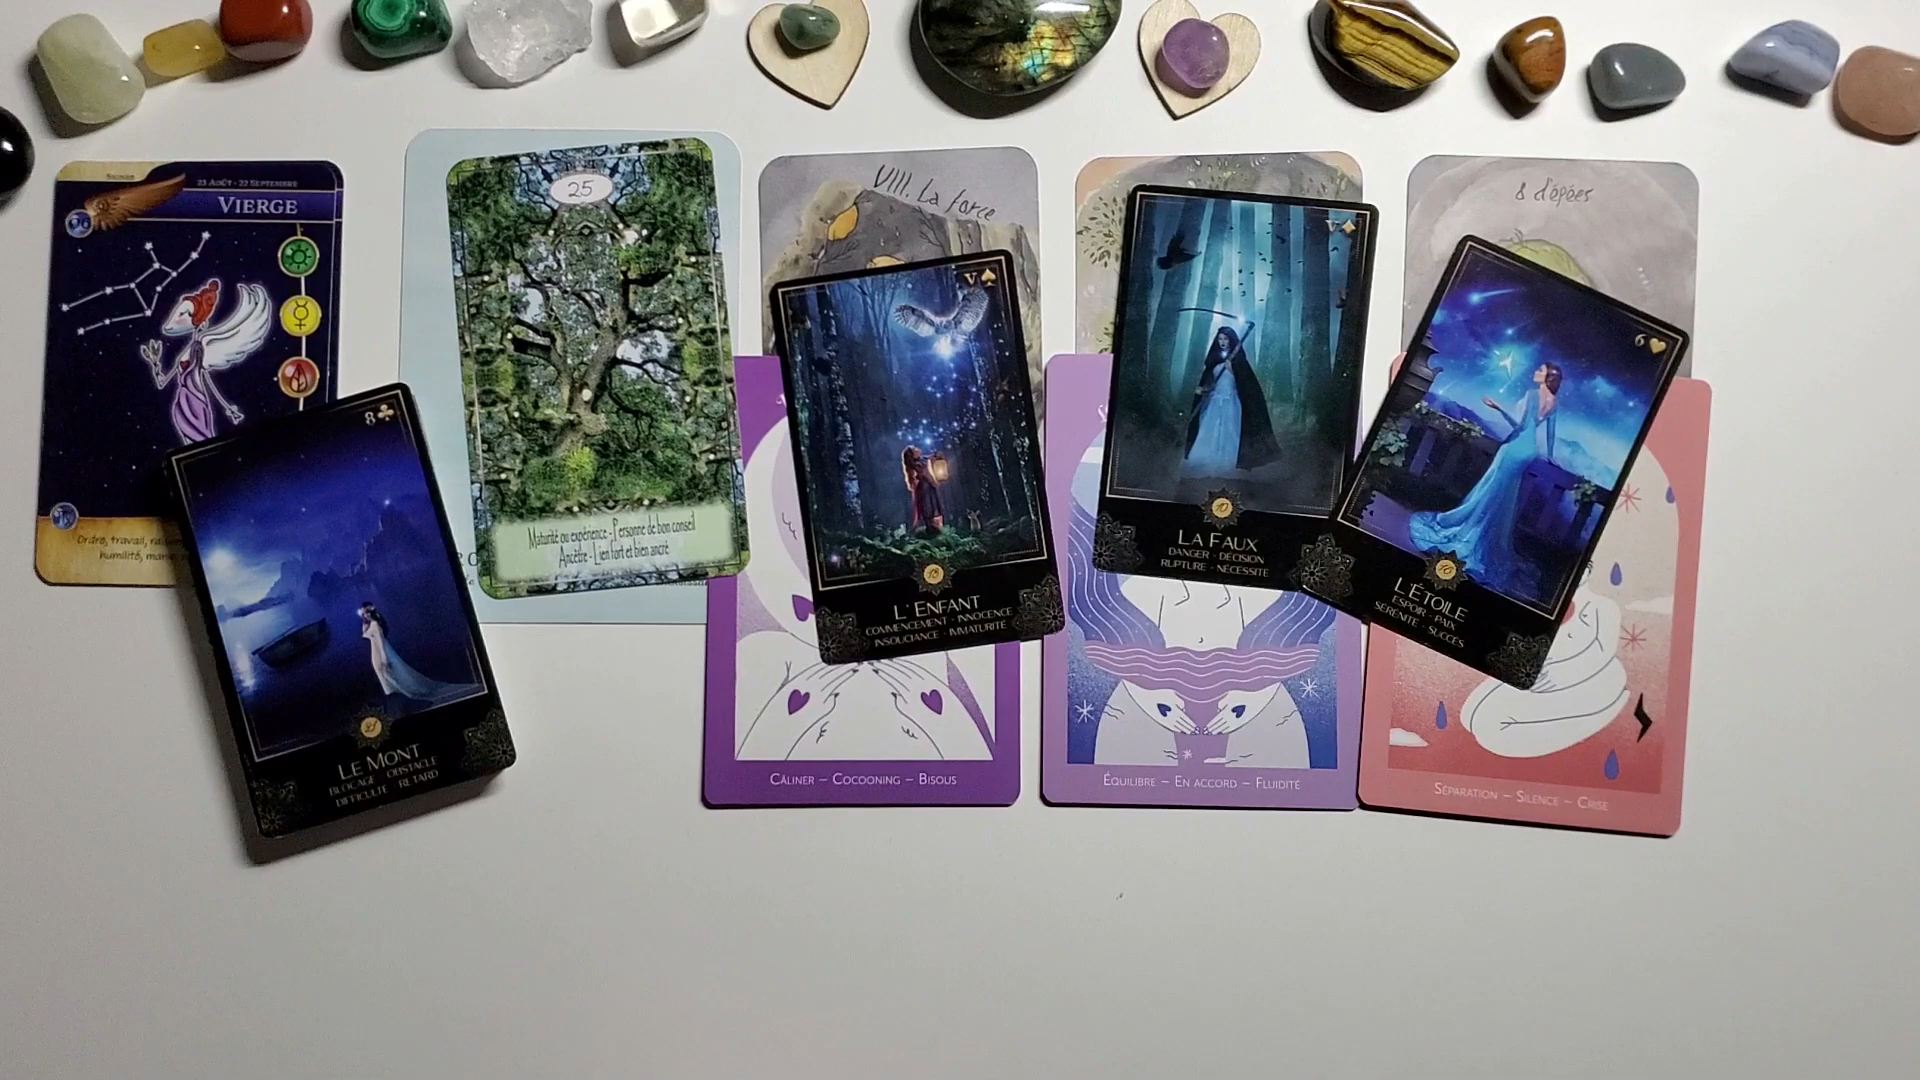 23 Août - 22 Septembre
Vierge
Ordre, travail,
humilité,
8
Le Mont
Blocage - Obstacle
Difficulté - Retard
25
Maturité ou expérience - Personne de bon conseil
Ancêtre - Lien fort et bien ancré
VIII. La force
V
L'Enfant
Commencement - Innocence
Insouciance - Immaturité
Câliner – Cocooning – Bisous
V
La Faux
Danger - Décision
Rupture - Nécessité
Équilibre – En accord – Fluidité
8 d'épées
6
L'Étoile
Espoir - Paix
Sérénité - Succès
Séparation – Silence – Crise